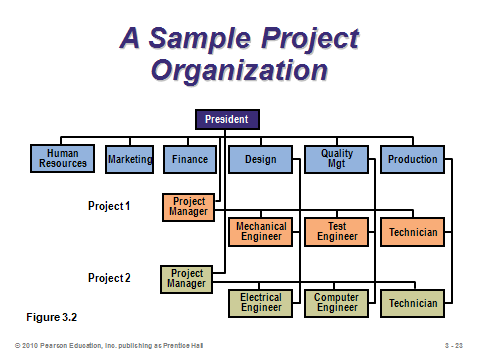 A Sample Project
Organization
President
Human
Resources
Marketing
Finance
Design
Quality
Mgt
Production
Project 1
Project
Manager
Mechanical
Engineer
Test
Engineer
Technician
Project 2
Project
Manager
Electrical
Engineer
Computer
Engineer
Technician
Figure 3.2
© 2010 Pearson Education, Inc. publishing as Prentice Hall
3 - 23